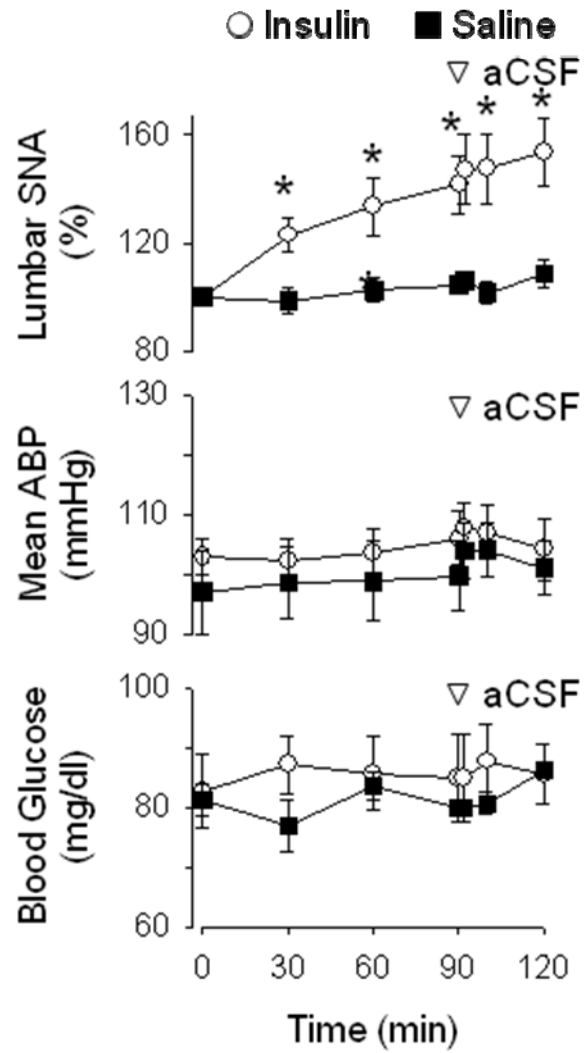 ○ Insulin ■ Saline
▽ aCSF
* * * * *
160
120
*
80
Lumbar SNA
(%)
▽ aCSF
130
110
90
Mean ABP
(mmHg)
▽ aCSF
100
80
60
Blood Glucose
(mg/dl)
0 30 60 90 120
Time (min)